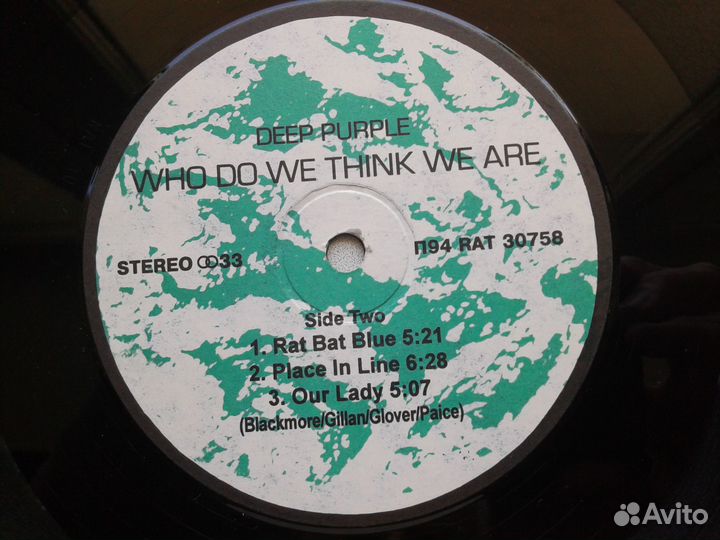 DEEP PURPLE
WHO DO WE THINK WE ARE
STEREO 33
П94 RAT 30758
Side Two
1. Rat Bat Blue 5:21
2. Place In Line 6:28
3. Our Lady 5:07
(Blackmore/Gillan/Glover/Paice)
Avito